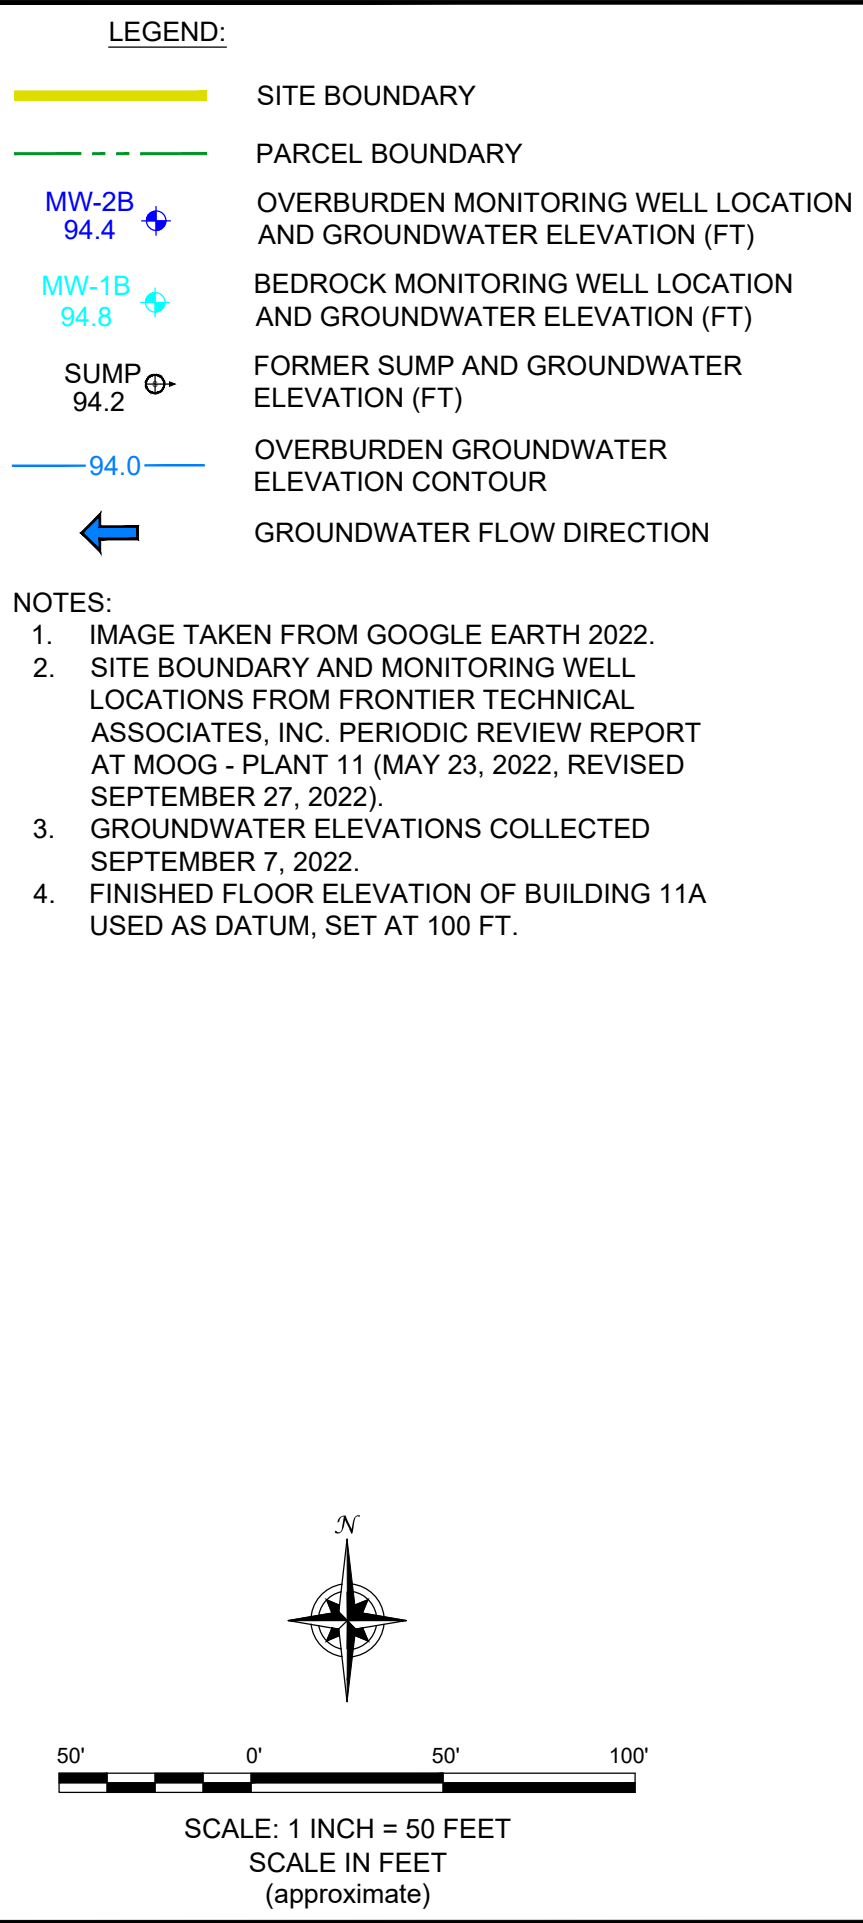 LEGEND:
SITE BOUNDARY
PARCEL BOUNDARY
MW-2B
94.4
OVERBURDEN MONITORING WELL LOCATION
AND GROUNDWATER ELEVATION (FT)
MW-1B
94.8
BEDROCK MONITORING WELL LOCATION
AND GROUNDWATER ELEVATION (FT)
SUMP
94.2
FORMER SUMP AND GROUNDWATER
ELEVATION (FT)
94.0
OVERBURDEN GROUNDWATER
ELEVATION CONTOUR
GROUNDWATER FLOW DIRECTION
NOTES:
1. IMAGE TAKEN FROM GOOGLE EARTH 2022.
2. SITE BOUNDARY AND MONITORING WELL
LOCATIONS FROM FRONTIER TECHNICAL
ASSOCIATES, INC. PERIODIC REVIEW REPORT
AT MOOG - PLANT 11 (MAY 23, 2022, REVISED
SEPTEMBER 27, 2022).
3. GROUNDWATER ELEVATIONS COLLECTED
SEPTEMBER 7, 2022.
4. FINISHED FLOOR ELEVATION OF BUILDING 11A
USED AS DATUM, SET AT 100 FT.
N
50' 0' 50' 100'
SCALE: 1 INCH = 50 FEET
SCALE IN FEET
(approximate)